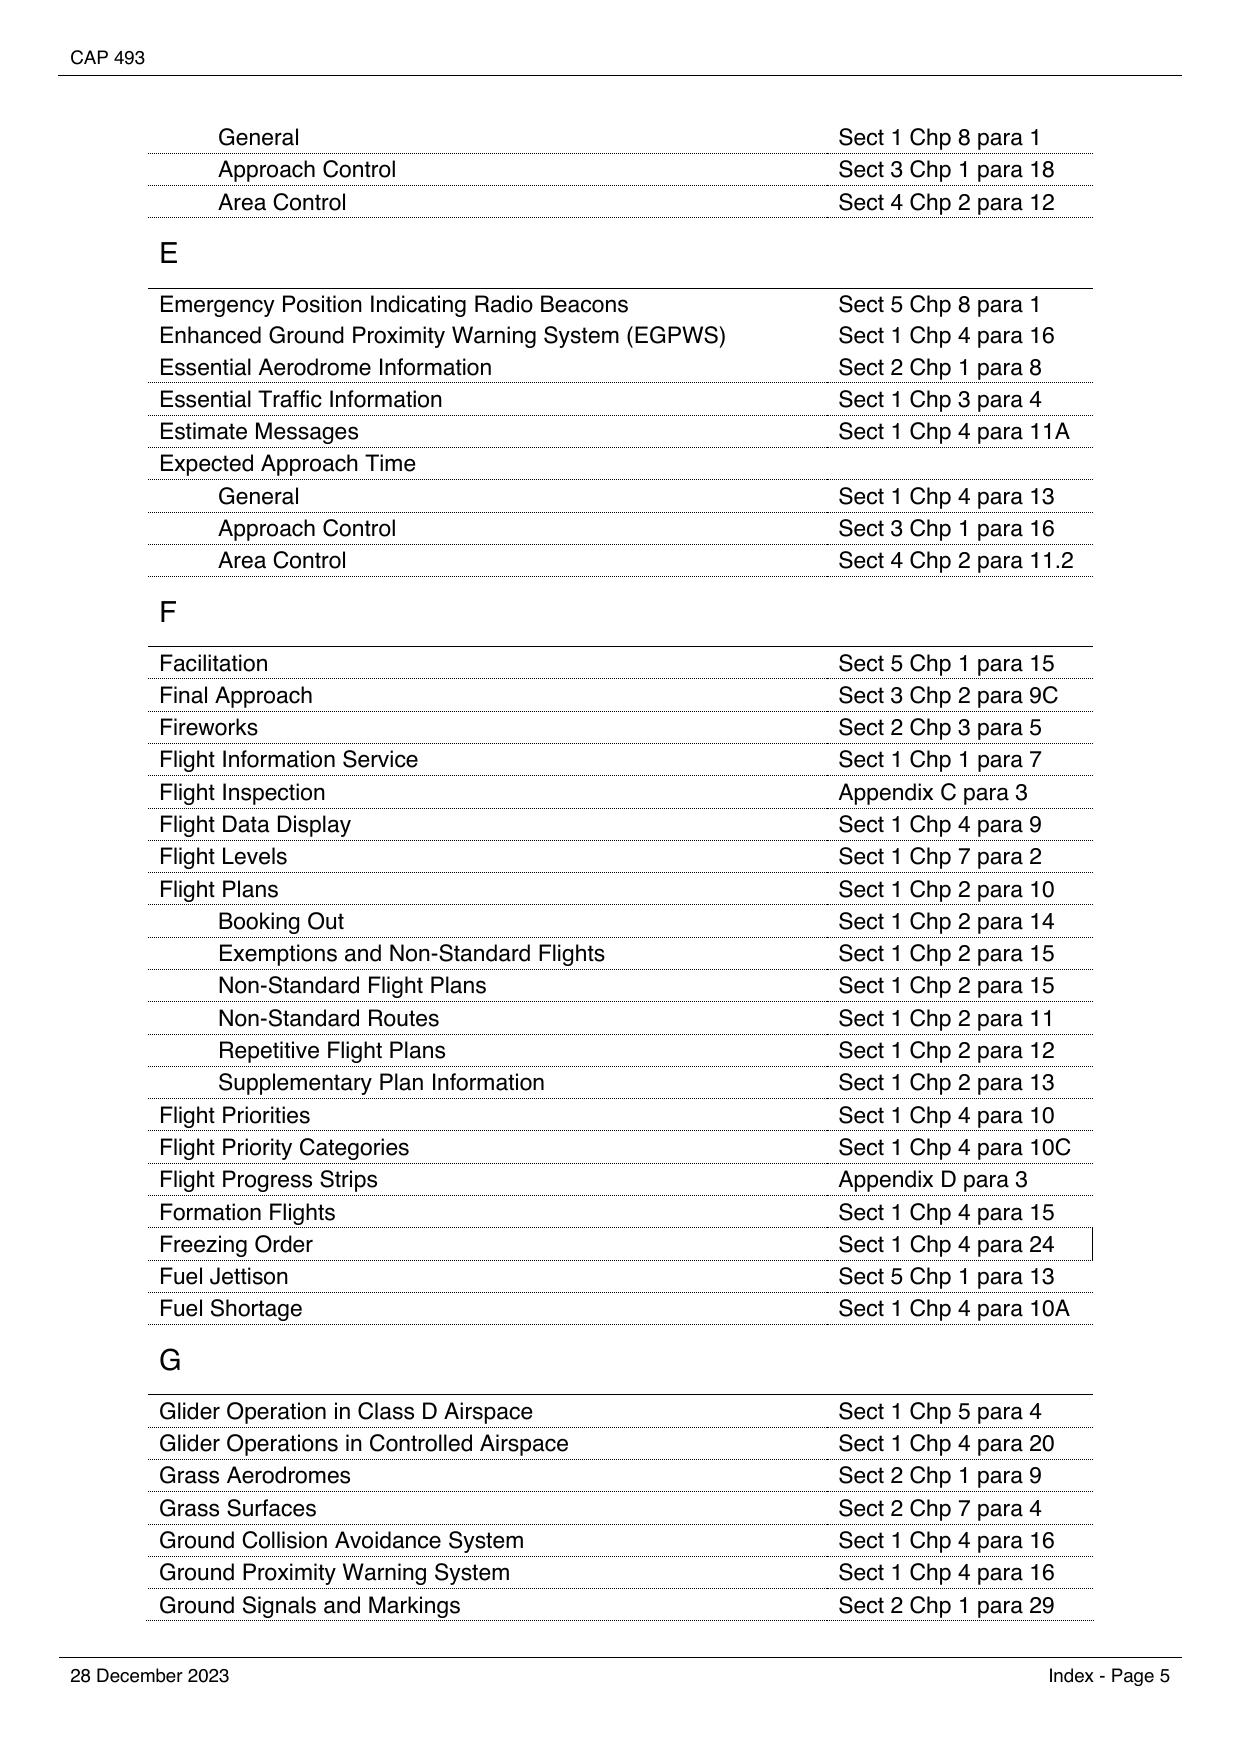 CAP 493
General Sect 1 Chp 8 para 1
Approach Control Sect 3 Chp 1 para 18
Area Control Sect 4 Chp 2 para 12
E
Emergency Position Indicating Radio Beacons Sect 5 Chp 8 para 1
Enhanced Ground Proximity Warning System (EGPWS) Sect 1 Chp 4 para 16
Essential Aerodrome Information Sect 2 Chp 1 para 8
Essential Traffic Information Sect 1 Chp 3 para 4
Estimate Messages Sect 1 Chp 4 para 11A
Expected Approach Time
General Sect 1 Chp 4 para 13
Approach Control Sect 3 Chp 1 para 16
Area Control Sect 4 Chp 2 para 11.2
F
Facilitation Sect 5 Chp 1 para 15
Final Approach Sect 3 Chp 2 para 9C
Fireworks Sect 2 Chp 3 para 5
Flight Information Service Sect 1 Chp 1 para 7
Flight Inspection Appendix C para 3
Flight Data Display Sect 1 Chp 4 para 9
Flight Levels Sect 1 Chp 7 para 2
Flight Plans Sect 1 Chp 2 para 10
Booking Out Sect 1 Chp 2 para 14
Exemptions and Non-Standard Flights Sect 1 Chp 2 para 15
Non-Standard Flight Plans Sect 1 Chp 2 para 15
Non-Standard Routes Sect 1 Chp 2 para 11
Repetitive Flight Plans Sect 1 Chp 2 para 12
Supplementary Plan Information Sect 1 Chp 2 para 13
Flight Priorities Sect 1 Chp 4 para 10
Flight Priority Categories Sect 1 Chp 4 para 10C
Flight Progress Strips Appendix D para 3
Formation Flights Sect 1 Chp 4 para 15
Freezing Order Sect 1 Chp 4 para 24
Fuel Jettison Sect 5 Chp 1 para 13
Fuel Shortage Sect 1 Chp 4 para 10A
G
Glider Operation in Class D Airspace Sect 1 Chp 5 para 4
Glider Operations in Controlled Airspace Sect 1 Chp 4 para 20
Grass Aerodromes Sect 2 Chp 1 para 9
Grass Surfaces Sect 2 Chp 7 para 4
Ground Collision Avoidance System Sect 1 Chp 4 para 16
Ground Proximity Warning System Sect 1 Chp 4 para 16
Ground Signals and Markings Sect 2 Chp 1 para 29
28 December 2023 Index - Page 5